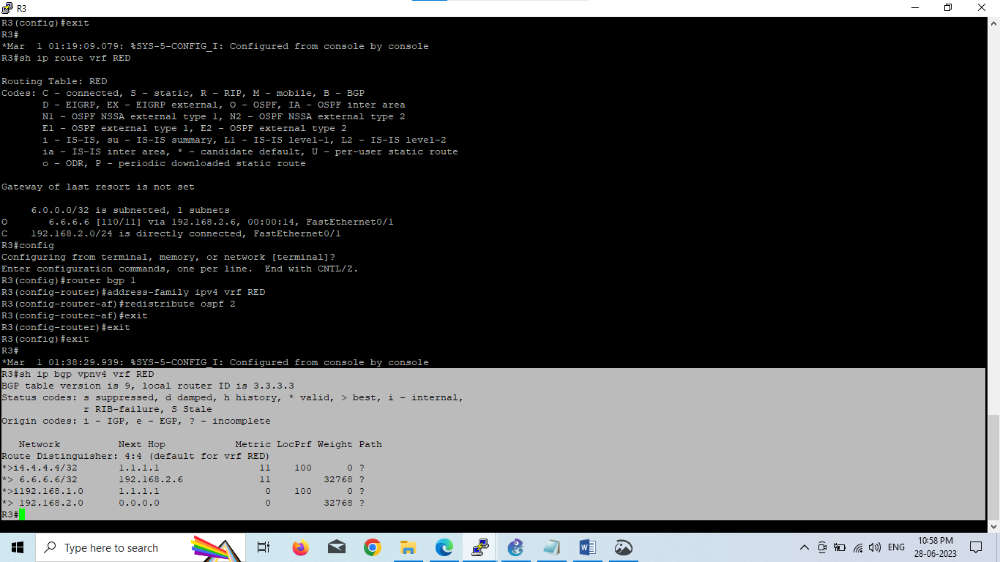 R3
R3(config)#exit
R3#
*Mar  1 01:19:09.079: %SYS-5-CONFIG_I: Configured from console by console
R3#sh ip route vrf RED

Routing Table: RED
Codes: C - connected, S - static, R - RIP, M - mobile, B - BGP
       D - EIGRP, EX - EIGRP external, O - OSPF, IA - OSPF inter area
       N1 - OSPF NSSA external type 1, N2 - OSPF NSSA external type 2
       E1 - OSPF external type 1, E2 - OSPF external type 2
       i - IS-IS, su - IS-IS summary, L1 - IS-IS level-1, L2 - IS-IS level-2
       ia - IS-IS inter area, * - candidate default, U - per-user static route
       o - ODR, P - periodic downloaded static route

Gateway of last resort is not set

     6.0.0.0/32 is subnetted, 1 subnets
O       6.6.6.6 [110/11] via 192.168.2.6, 00:00:14, FastEthernet0/1
C    192.168.2.0/24 is directly connected, FastEthernet0/1
R3#config
Configuring from terminal, memory, or network [terminal]?
Enter configuration commands, one per line.  End with CNTL/Z.
R3(config)#router bgp 1
R3(config-router)#address-family ipv4 vrf RED
R3(config-router-af)#redistribute ospf 2
R3(config-router-af)#exit
R3(config-router)#exit
R3(config)#exit
R3#
*Mar  1 01:38:29.939: %SYS-5-CONFIG_I: Configured from console by console
R3#sh ip bgp vpnv4 vrf RED
BGP table version is 9, local router ID is 3.3.3.3
Status codes: s suppressed, d damped, h history, * valid, > best, i - internal,
              r RIB-failure, S Stale
Origin codes: i - IGP, e - EGP, ? - incomplete

   Network          Next Hop            Metric LocPrf Weight Path
Route Distinguisher: 4:4 (default for vrf RED)
*>i4.4.4.4/32       1.1.1.1                 11    100      0 ?
*> 6.6.6.6/32       192.168.2.6             11         32768 ?
*>i192.168.1.0      1.1.1.1                  0    100      0 ?
*> 192.168.2.0      0.0.0.0                  0         32768 ?
R3#
Type here to search
ENG
10:58 PM
28-06-2023